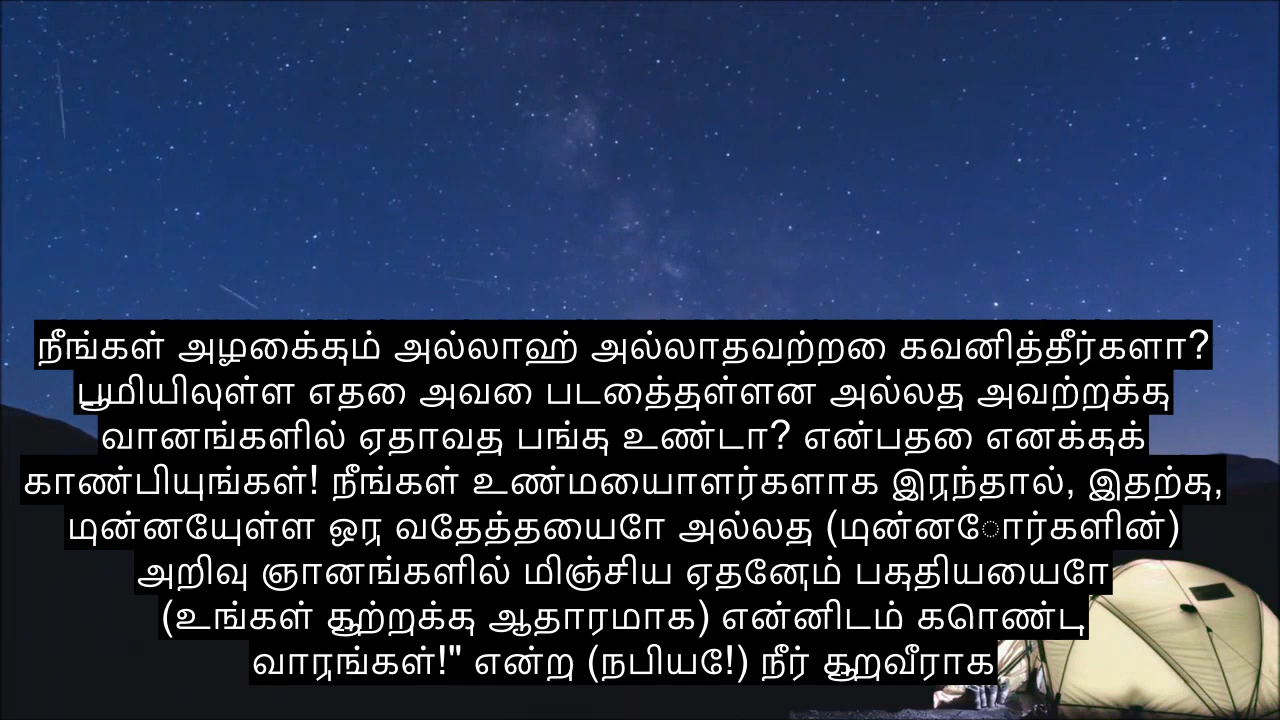 நீங்கள் அழைக்கும் அல்லாஹ் அல்லாதவற்றை கவனித்தீர்களா?
பூமியிலுள்ள எதை அவை படைத்துள்ளன அல்லது அவற்றுக்கு
வானங்களில் ஏதாவது பங்கு உண்டா? என்பதை எனக்குக்
காண்பியுங்கள்! நீங்கள் உண்மையாளர்களாக இருந்தால், இதற்கு,
முன்னையுள்ள ஒரு வேதத்தையோ அல்லது (முன்னோர்களின்)
அறிவு ஞானங்களில் மிஞ்சிய ஏதேனும் பகுதியையோ
(உங்கள் கூற்றுக்கு ஆதாரமாக) என்னிடம் கொண்டு
வாருங்கள்!" என்று (நபியே!) நீர் கூறுவீராக